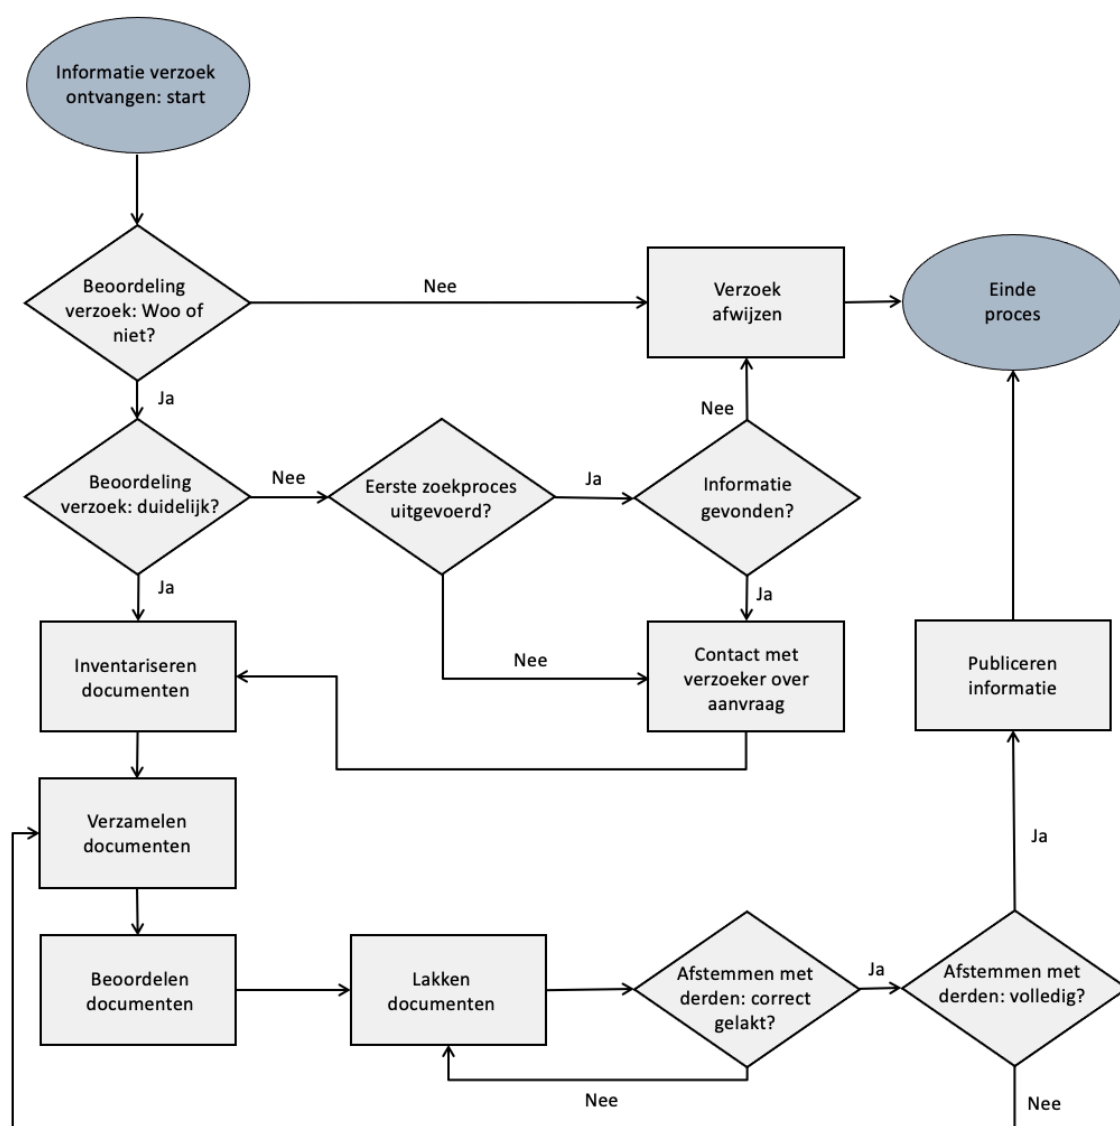 Informatie verzoek
ontvangen: start
Beoordeling
verzoek: Woo of
niet?
Nee
Verzoek
afwijzen
Einde
proces
Ja
Nee
Beoordeling
verzoek: duidelijk?
Nee
Eerste zoekproces
uitgevoerd?
Ja
Informatie
gevonden?
Ja
Ja
Inventariseren
documenten
Nee
Contact met
verzoeker over
aanvraag
Publiceren
informatie
Verzamelen
documenten
Ja
Beoordelen
documenten
Lakken
documenten
Afstemmen met
derden: correct
gelakt?
Ja
Afstemmen met
derden: volledig?
Nee
Nee